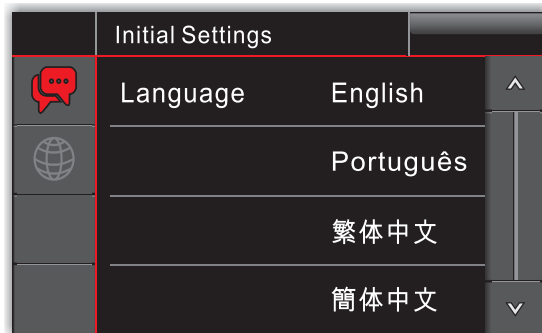 Initial Settings
Language English
Português
繁体中文
簡体中文